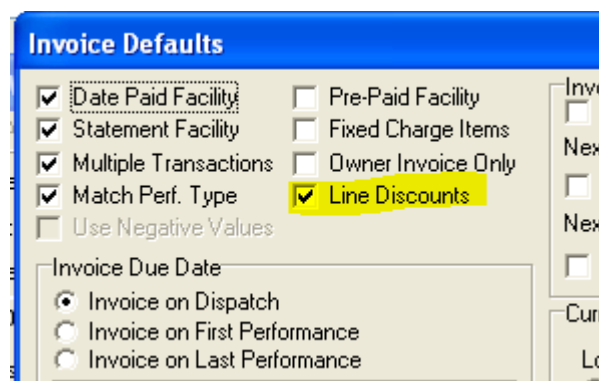 Invoice Defaults
Date Paid Facility
Pre-Paid Facility
Statement Facility
Fixed Charge Items
Multiple Transactions
Owner Invoice Only
Match Perf. Type
Line Discounts
Use Negative Values
Invoice Due Date
Invoice on Dispatch
Invoice on First Performance
Invoice on Last Performance